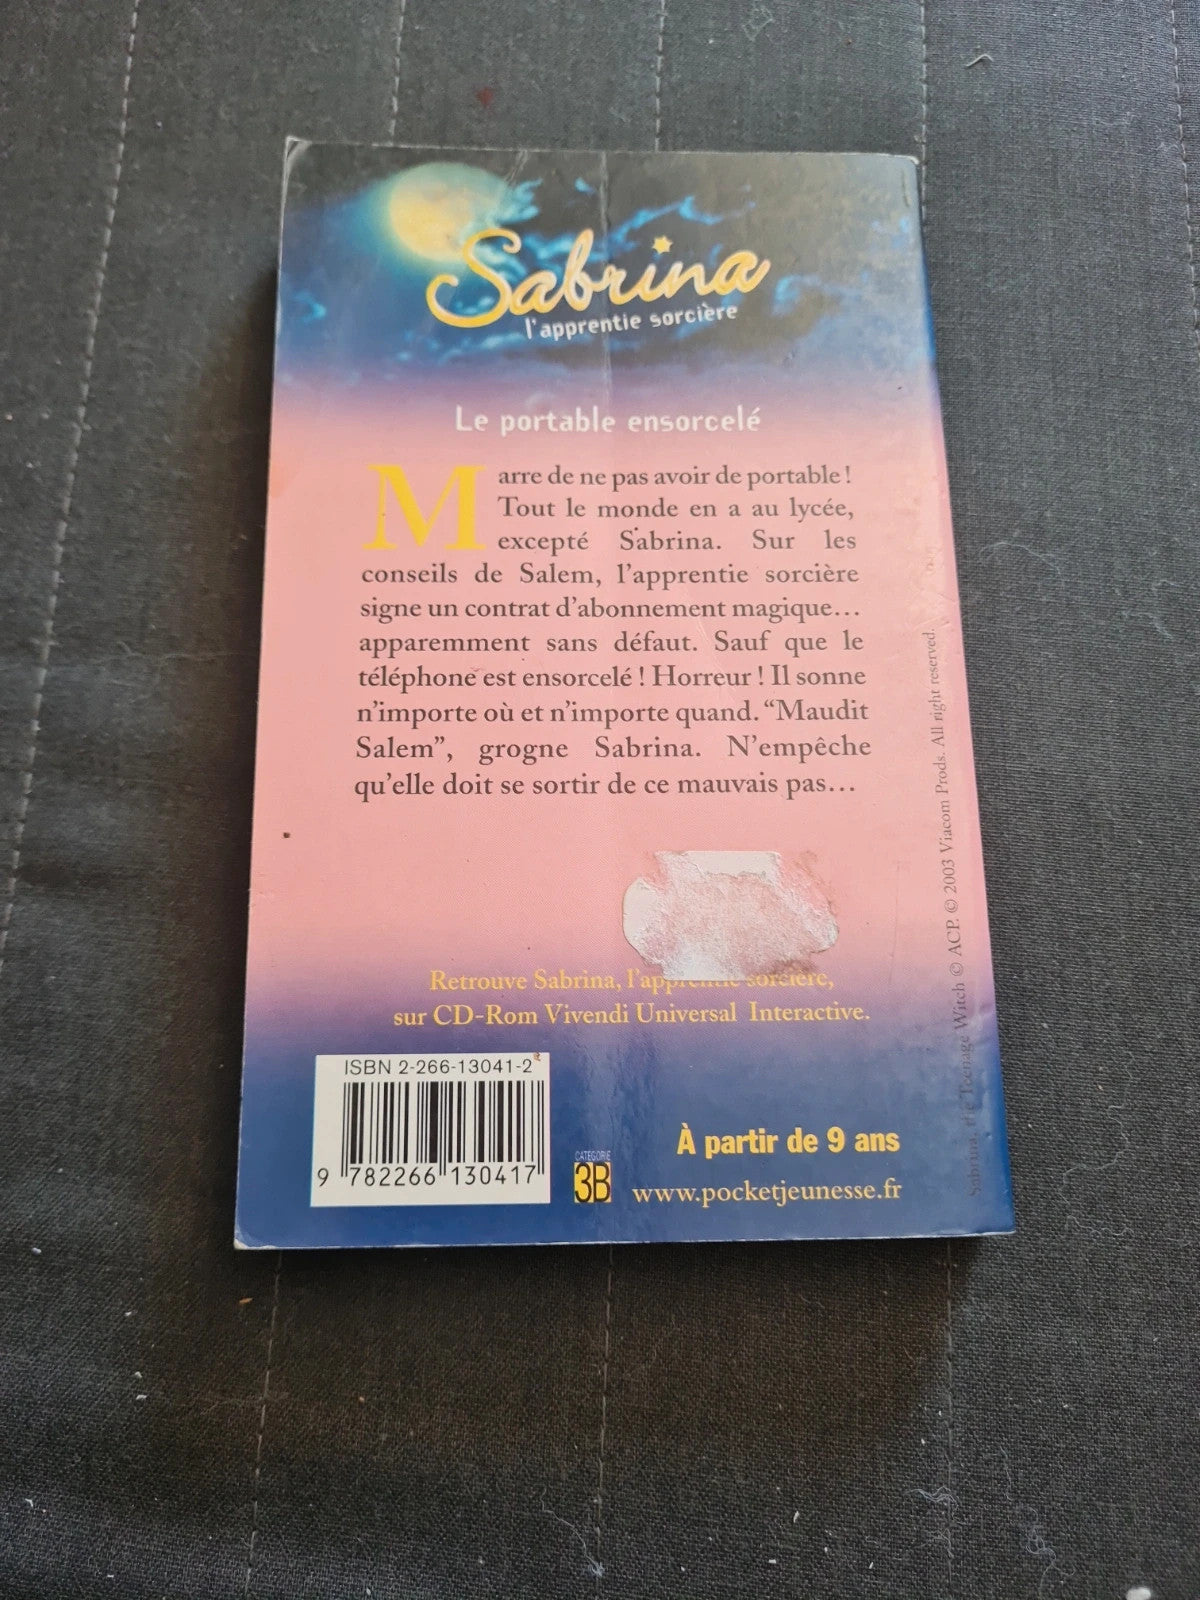 Sabrina
l'apprentie sorcière
Le portable ensorcelé
Marre de ne pas avoir de portable !
Tout le monde en a au lycée,
excepté Sabrina. Sur les
conseils de Salem, l'apprentie sorcière
signe un contrat d'abonnement magique…
apparemment sans défaut. Sauf que le
téléphone est ensorcelé ! Horreur ! Il sonne
n'importe où et n'importe quand. “Maudit
Salem”, grogne Sabrina. N'empêche
qu'elle doit se sortir de ce mauvais pas…
Retrouve Sabrina, l'apprentie sorcière,
sur CD-Rom Vivendi Universal Interactive.
ISBN 2-266-13041-2
9 782266 130417
CATÉGORIE
3B
À partir de 9 ans
www.pocketjeunesse.fr
Sabrina, the Teenage Witch © ACP. © 2003 Viacom Prods. All right reserved.